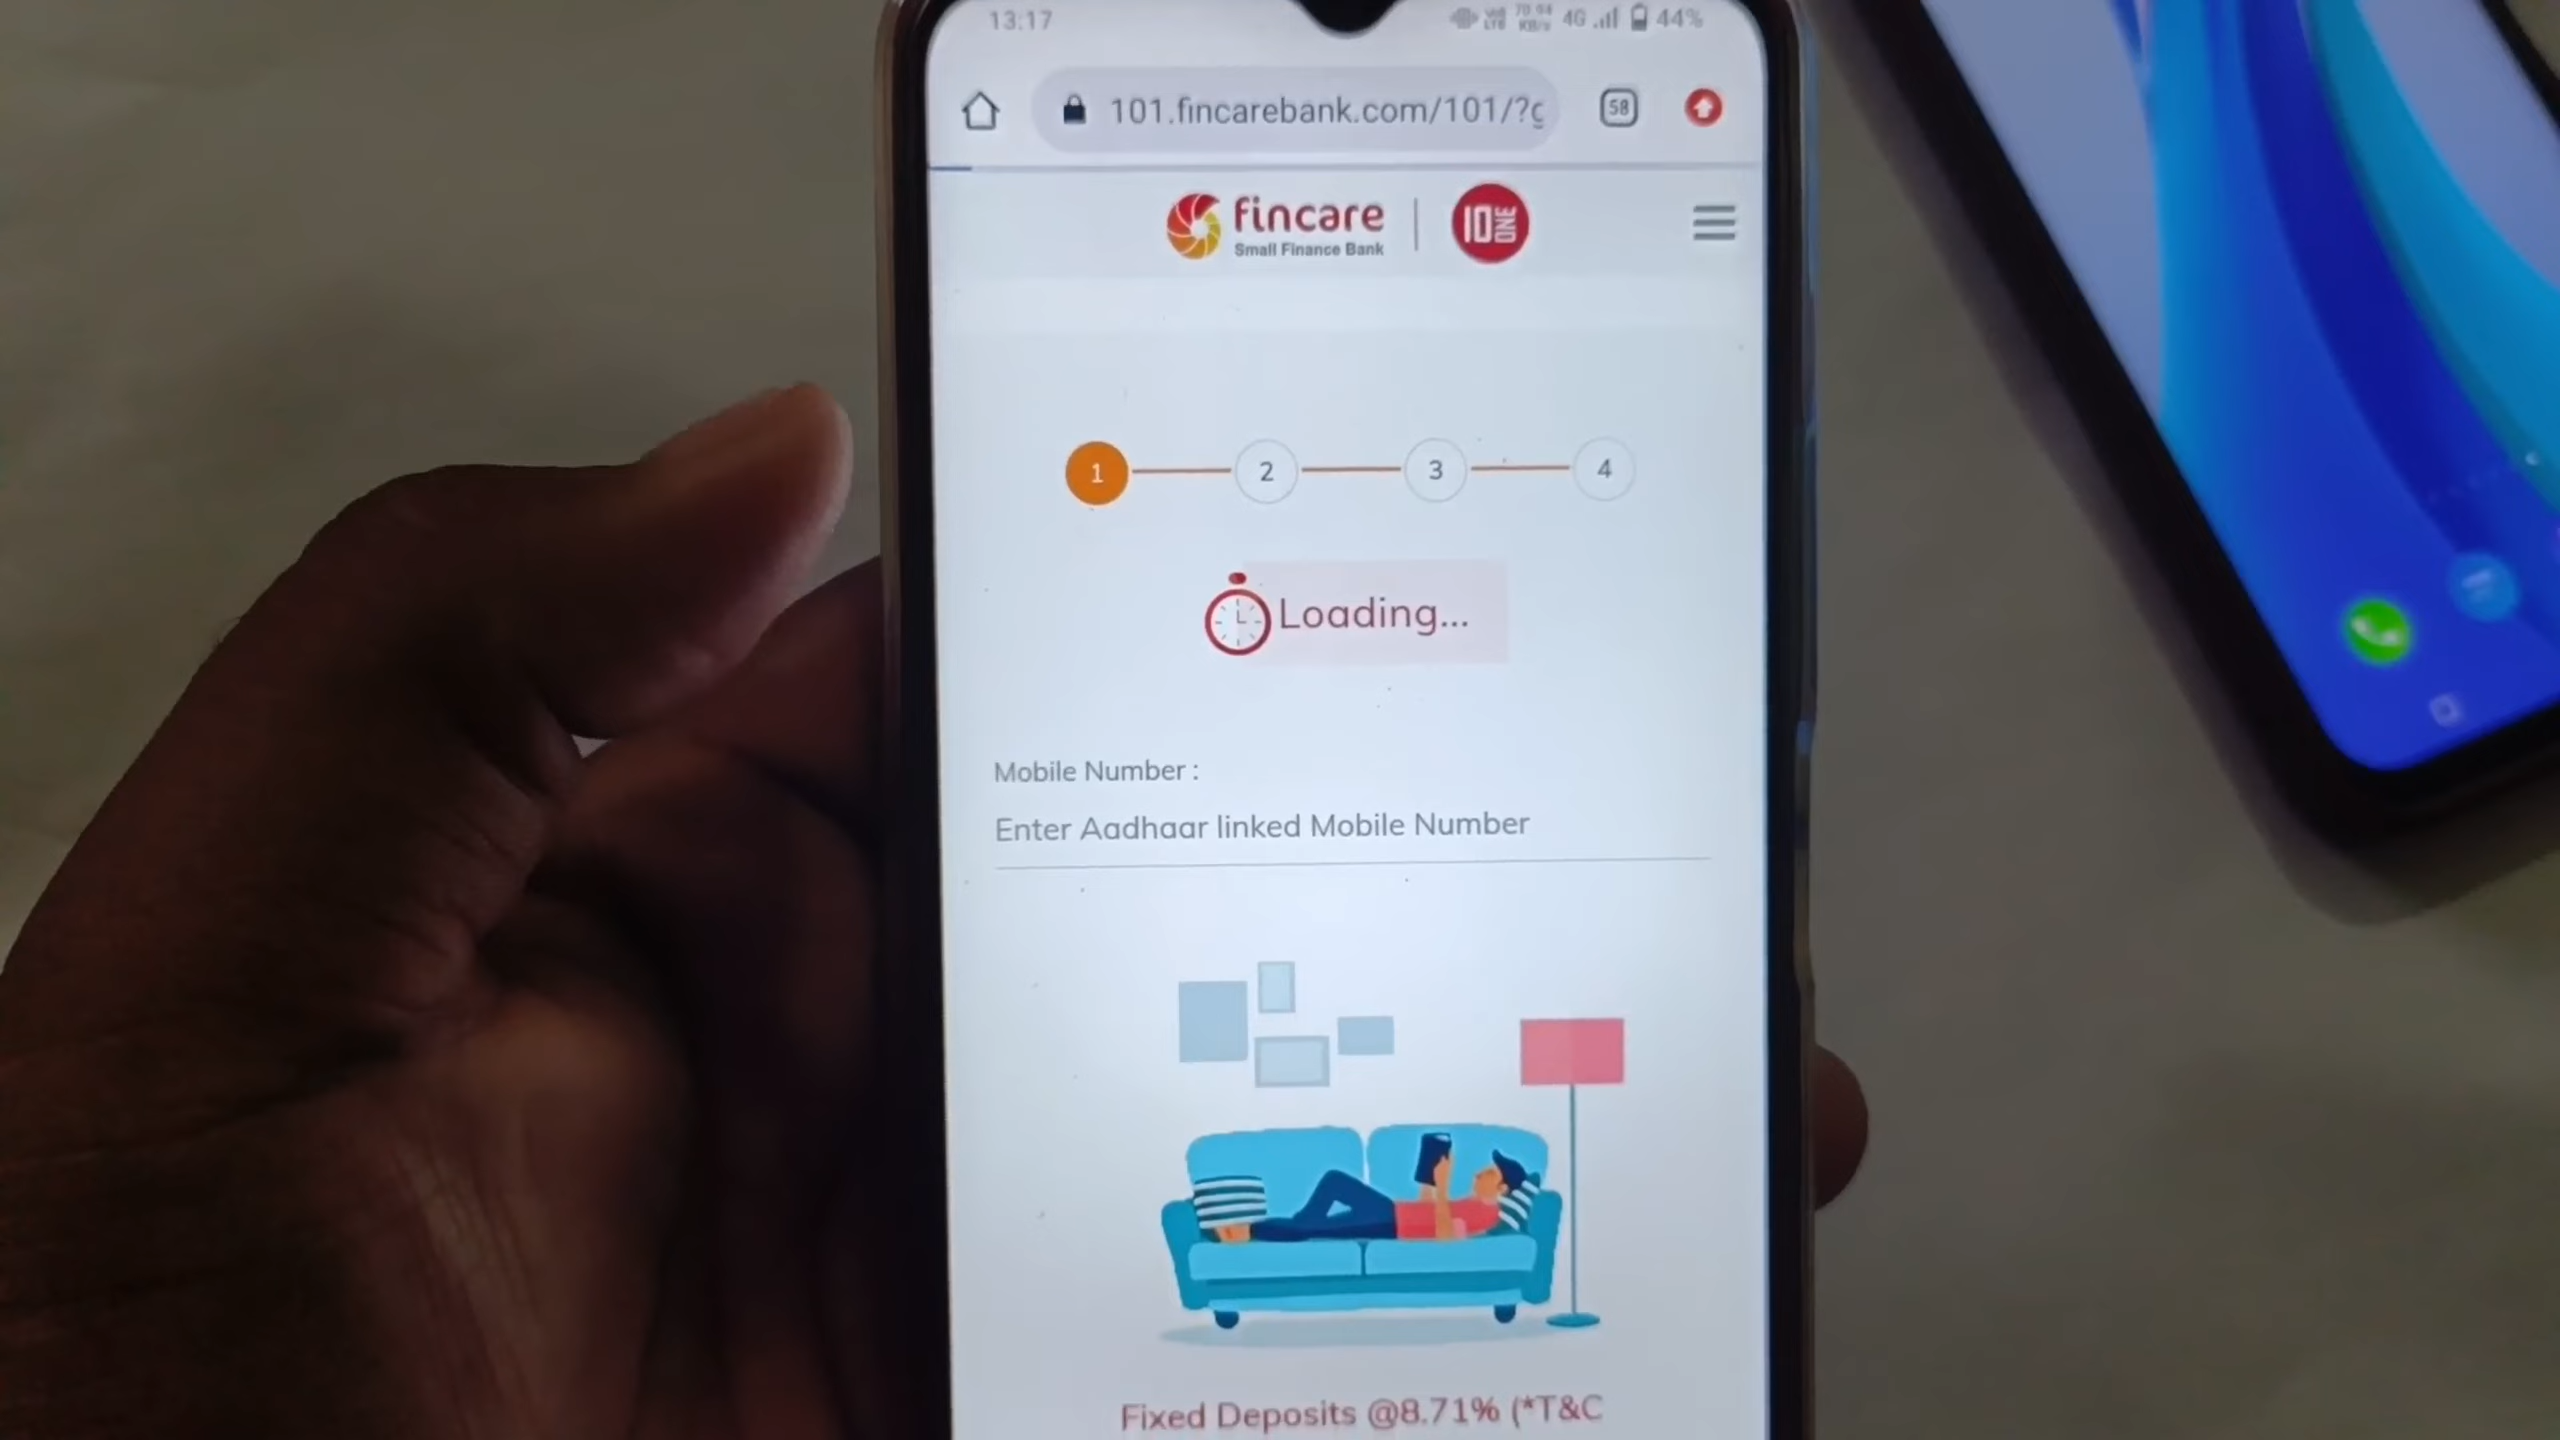 13:17
4G 44%
101.fincarebank.com/101/?g
58
fincare
Small Finance Bank
10 ONE
1 2 3 4
Loading...
Mobile Number :
Enter Aadhaar linked Mobile Number
Fixed Deposits @8.71% (*T&C